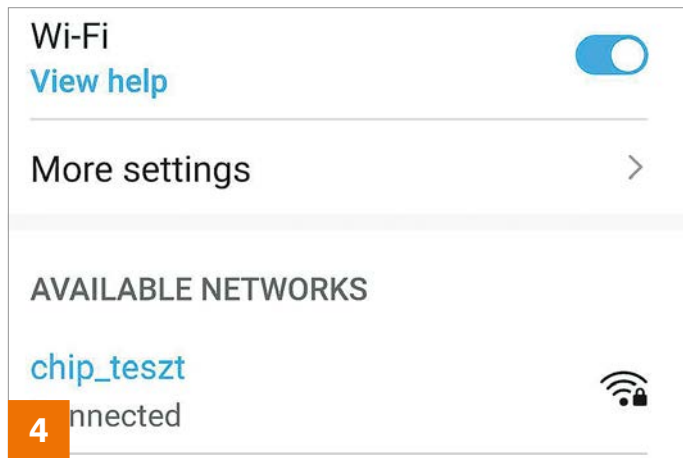 Wi-Fi
View help
More settings
AVAILABLE NETWORKS
chip_teszt
nnected
4